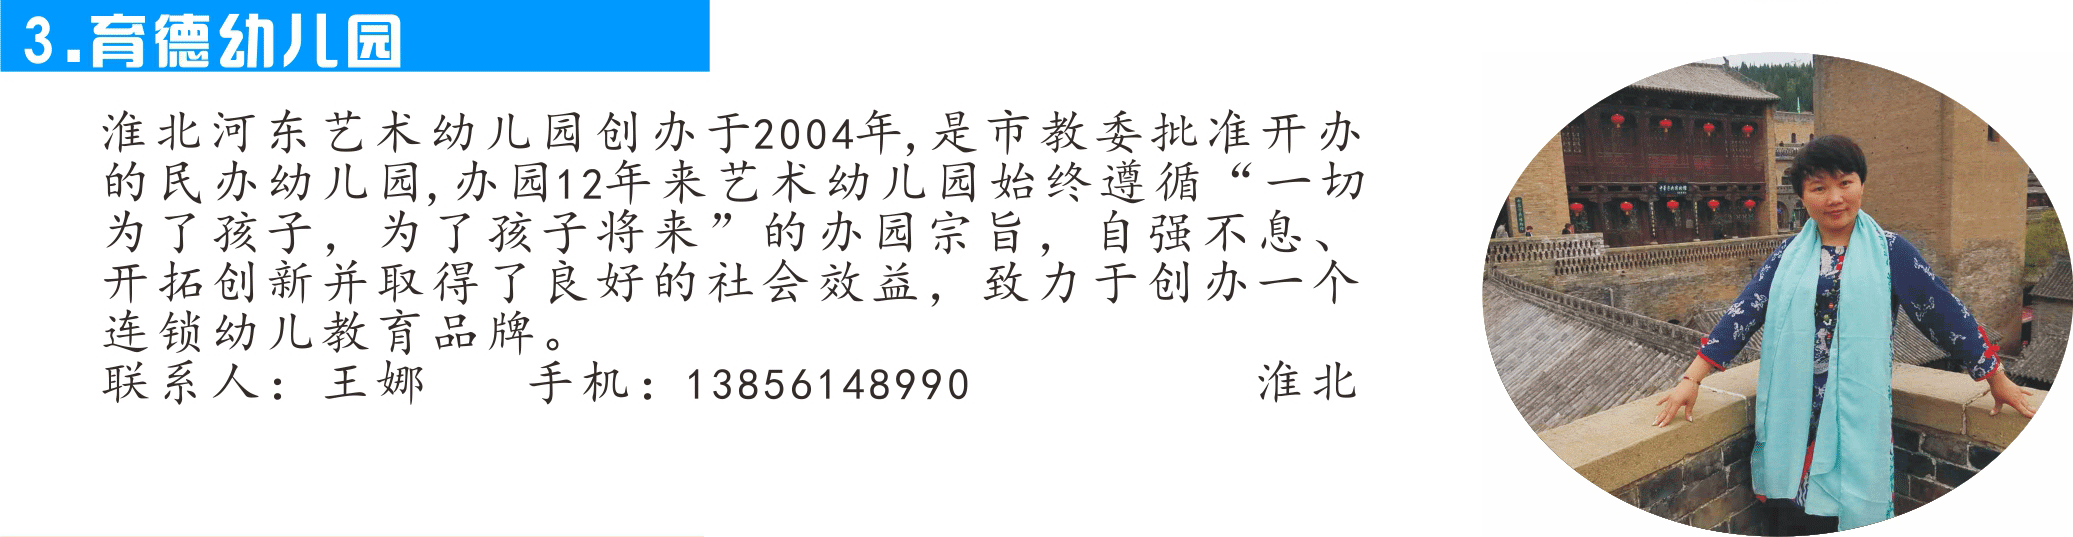 3.育德幼儿园
淮北河东艺术幼儿园创办于2004年,是市教委批准开办
的民办幼儿园,办园12年来艺术幼儿园始终遵循“一切
为了孩子，为了孩子将来”的办园宗旨，自强不息、
开拓创新并取得了良好的社会效益，致力于创办一个
连锁幼儿教育品牌。
联系人：王娜 手机：13856148990 淮北